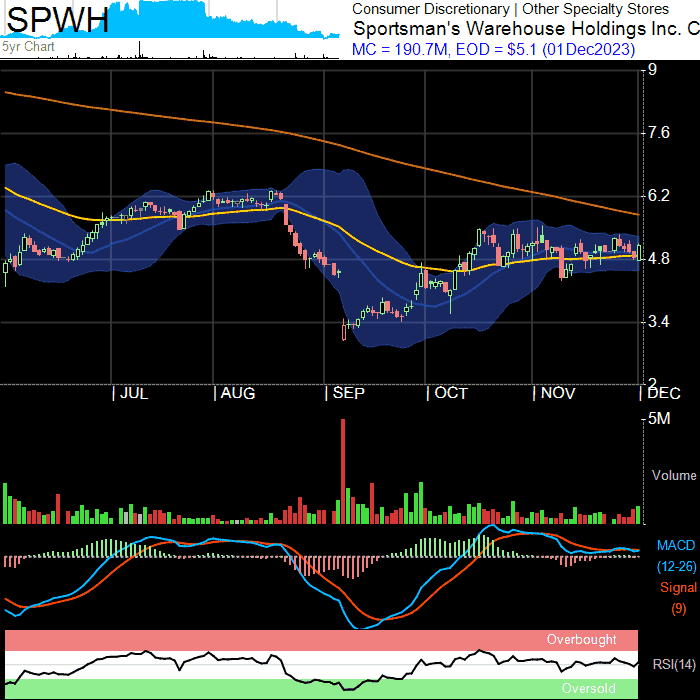 SPWH
5yr Chart
Consumer Discretionary | Other Specialty Stores
Sportsman's Warehouse Holdings Inc. C
MC = 190.7M, EOD = $5.1 (01Dec2023)
9
7.6
6.2
4.8
3.4
2
JUL
AUG
SEP
OCT
NOV
DEC
5M
Volume
MACD
(12-26)
Signal
(9)
Overbought
RSI(14)
Oversold